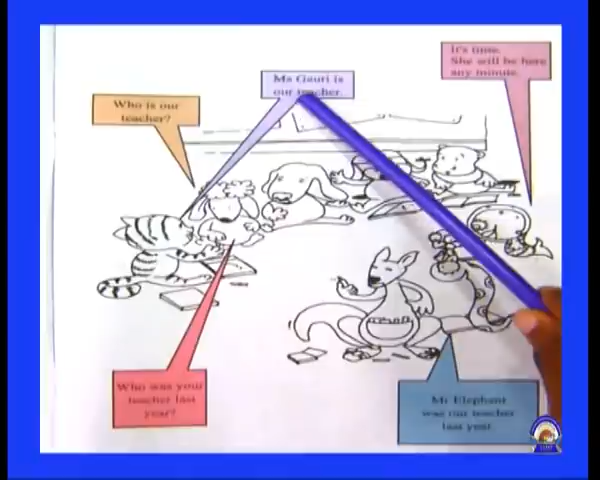 Who is our
teacher?
Ms Gauri is
our teacher.
It's time.
She will be here
any minute.
Who was your
teacher last
year?
Mr Elephant
was our teacher
last year